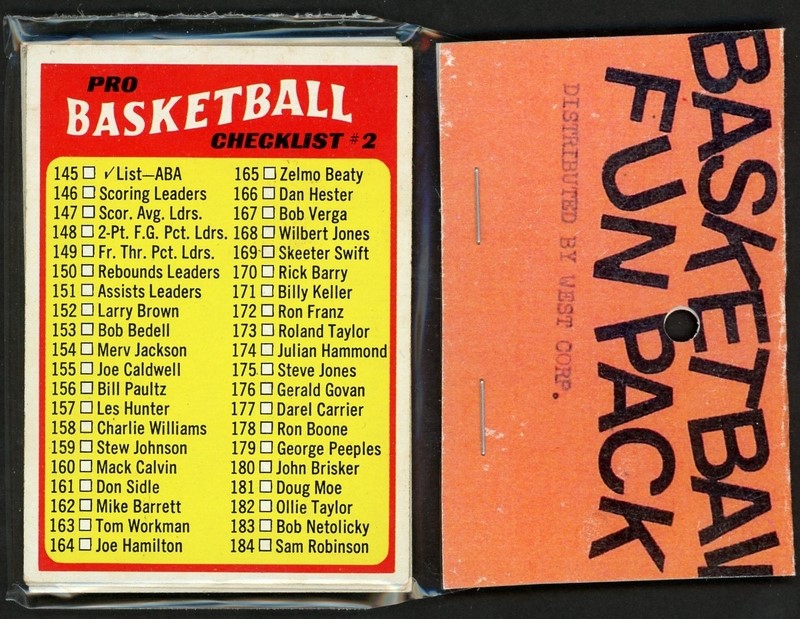 PRO
BASKETBALL
CHECKLIST #2
145 ✓List—ABA
146 Scoring Leaders
147 Scor. Avg. Ldrs.
148 2-Pt. F.G. Pct. Ldrs.
149 Fr. Thr. Pct. Ldrs.
150 Rebounds Leaders
151 Assists Leaders
152 Larry Brown
153 Bob Bedell
154 Merv Jackson
155 Joe Caldwell
156 Bill Paultz
157 Les Hunter
158 Charlie Williams
159 Stew Johnson
160 Mack Calvin
161 Don Sidle
162 Mike Barrett
163 Tom Workman
164 Joe Hamilton
165 Zelmo Beaty
166 Dan Hester
167 Bob Verga
168 Wilbert Jones
169 Skeeter Swift
170 Rick Barry
171 Billy Keller
172 Ron Franz
173 Roland Taylor
174 Julian Hammond
175 Steve Jones
176 Gerald Govan
177 Darel Carrier
178 Ron Boone
179 George Peeples
180 John Brisker
181 Doug Moe
182 Ollie Taylor
183 Bob Netolicky
184 Sam Robinson
BASKETBAL
FUN PACK
DISTRIBUTED BY WEST CORP.